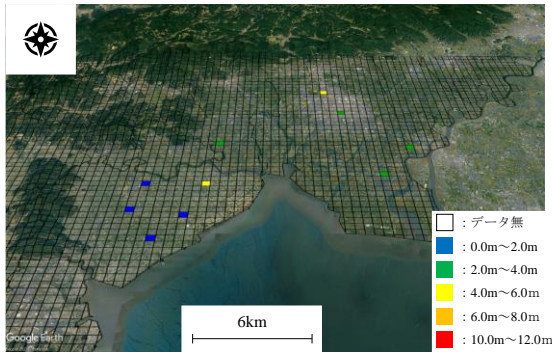 ：データ無
：0.0m～2.0m
：2.0m～4.0m
：4.0m～6.0m
：6.0m～8.0m
：10.0m～12.0m
6km
Google Earth